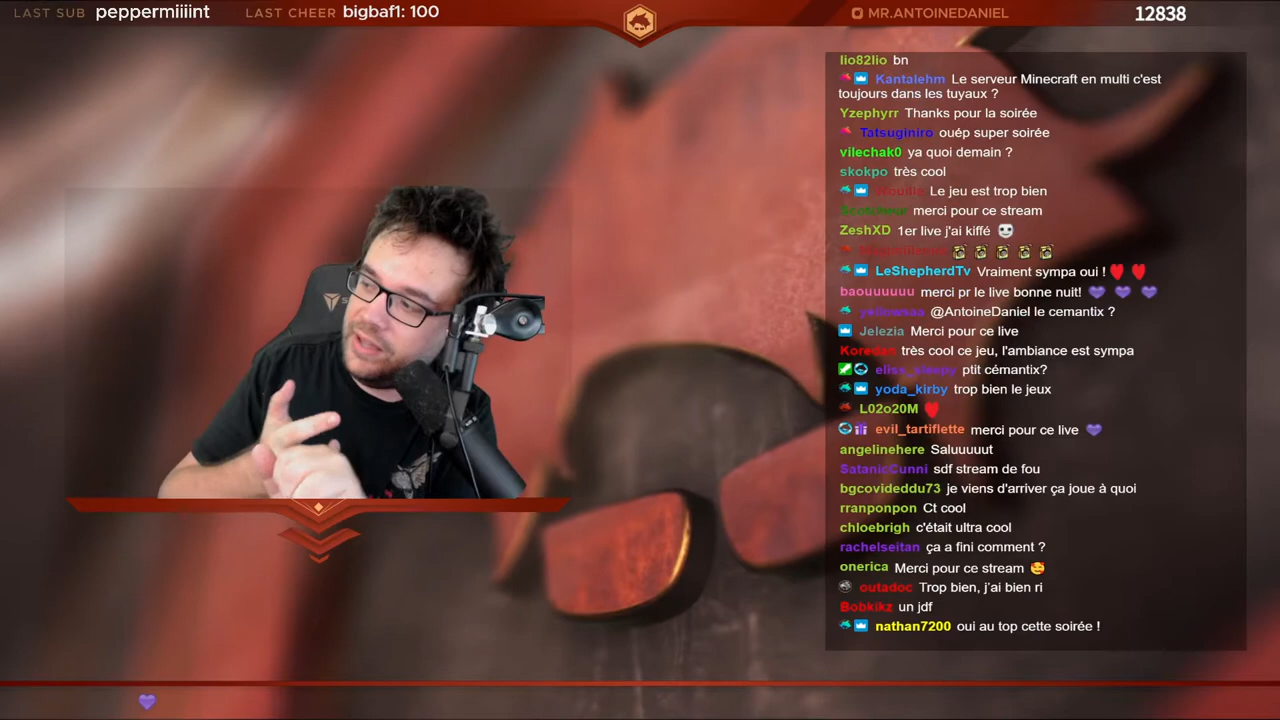 LAST SUB peppermiiiint LAST CHEER bigbaf1: 100 MR.ANTOINEDANIEL 12838
lio82lio bn
Kantalehm Le serveur Minecraft en multi c'est
toujours dans les tuyaux ?
Yzephyrr Thanks pour la soirée
Tatsuginiro ouép super soirée
vilechak0 ya quoi demain ?
skokpo très cool
Le jeu est trop bien
merci pour ce stream
ZeshXD 1er live j'ai kiffé
LeShepherdTv Vraiment sympa oui !
baouuuuuu merci pr le live bonne nuit!
yellowsaa @AntoineDaniel le cemantix ?
Jelezia Merci pour ce live
très cool ce jeu, l'ambiance est sympa
elise_sleepy ptit cémantix?
yoda_kirby trop bien le jeux
L02o20M
evil_tartiflette merci pour ce live
angelinehere Saluuuuut
SatanicCunni sdf stream de fou
bgcovideddu73 je viens d'arriver ça joue à quoi
rranponpon Ct cool
chloebrigh c'était ultra cool
rachelseitan ça a fini comment ?
onerica Merci pour ce stream
outadoc Trop bien, j'ai bien ri
Bobkikz un jdf
nathan7200 oui au top cette soirée !